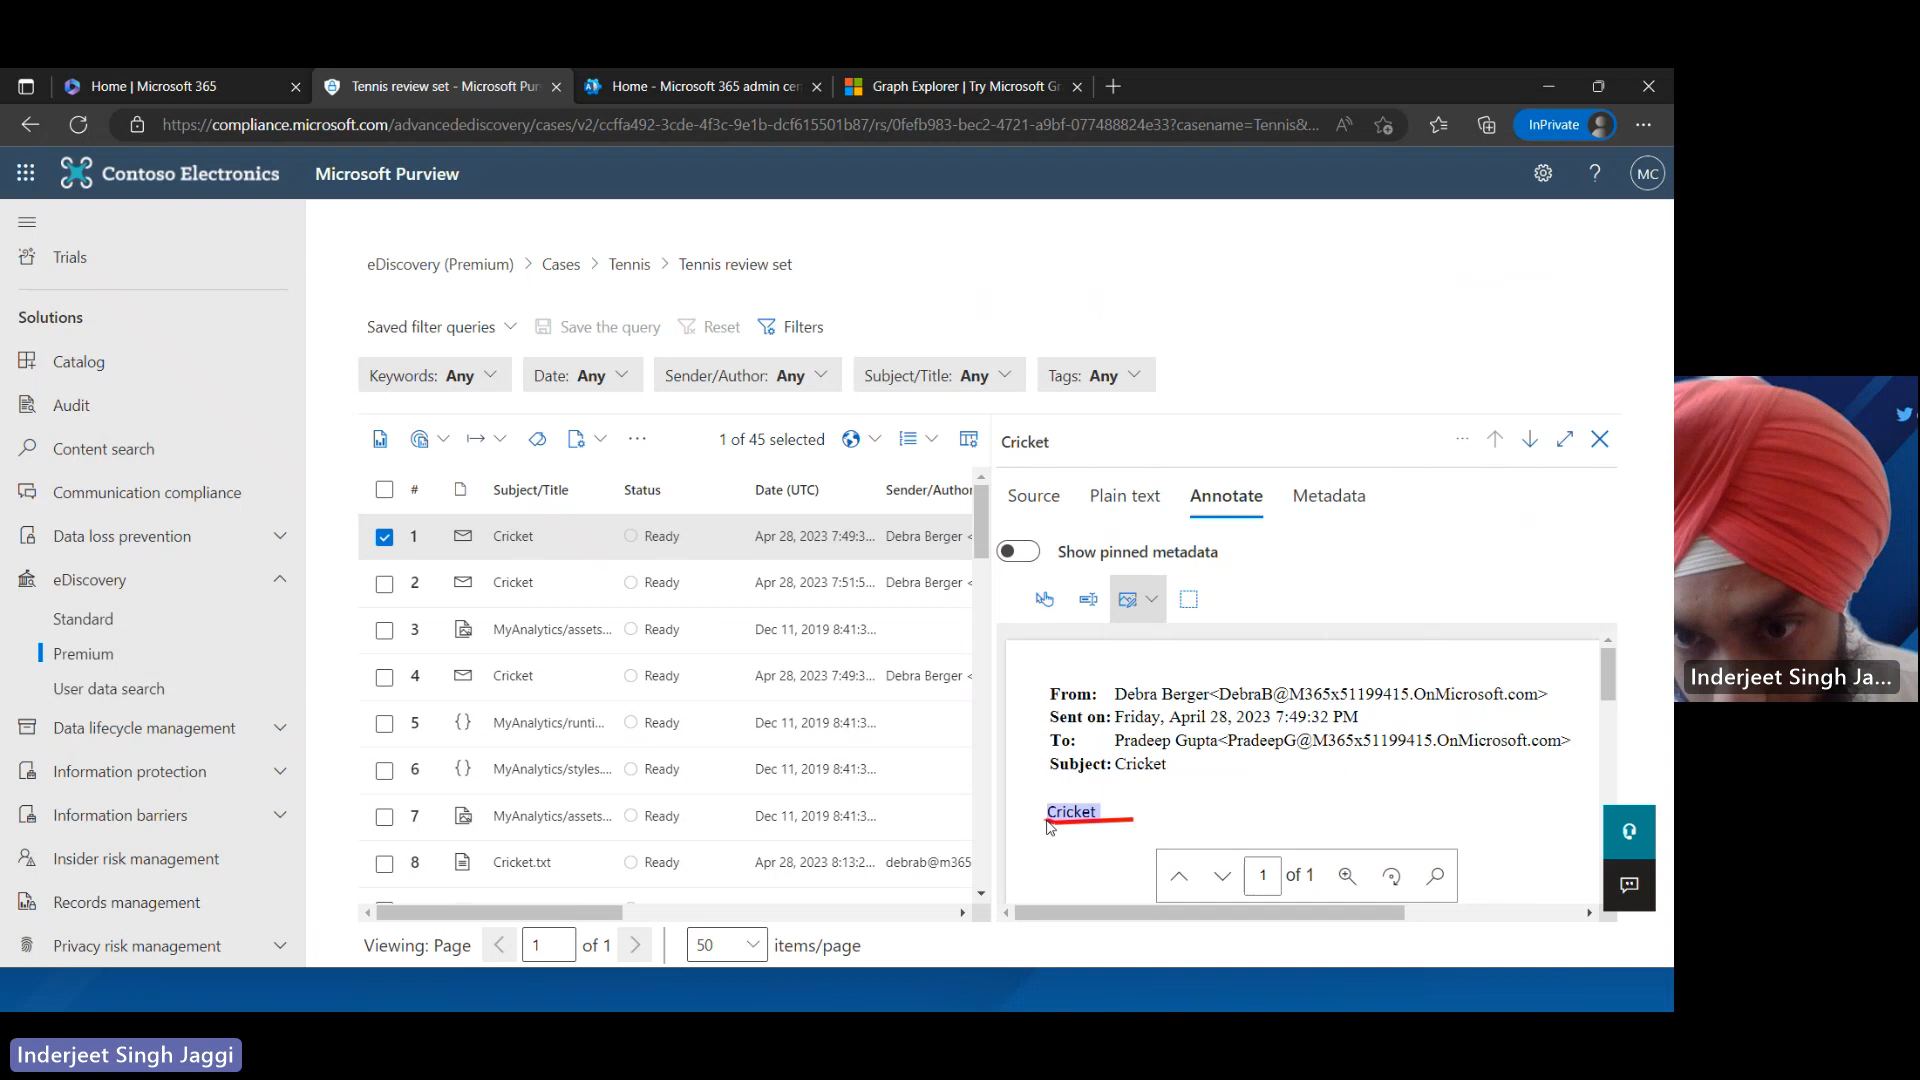 Home | Microsoft 365
Tennis review set - Microsoft Pur
Home - Microsoft 365 admin cen
Graph Explorer | Try Microsoft Gr
https://compliance.microsoft.com/advancedediscovery/cases/v2/ccffa492-3cde-4f3c-9e1b-dcf615501b87/rs/0fefb983-bec2-4721-a9bf-077488824e33?casename=Tennis&...
InPrivate
Contoso Electronics
Microsoft Purview
MC
Trials
Solutions
Catalog
Audit
Content search
Communication compliance
Data loss prevention
eDiscovery
Standard
Premium
User data search
Data lifecycle management
Information protection
Information barriers
Insider risk management
Records management
Privacy risk management
eDiscovery (Premium) > Cases > Tennis > Tennis review set
Saved filter queries Save the query Reset Filters
Keywords: Any Date: Any Sender/Author: Any Subject/Title: Any Tags: Any
1 of 45 selected
# Subject/Title Status Date (UTC) Sender/Author
1 Cricket Ready Apr 28, 2023 7:49:3... Debra Berger <
2 Cricket Ready Apr 28, 2023 7:51:5... Debra Berger <
3 MyAnalytics/assets... Ready Dec 11, 2019 8:41:3...
4 Cricket Ready Apr 28, 2023 7:49:3... Debra Berger <
5 MyAnalytics/runti... Ready Dec 11, 2019 8:41:3...
6 MyAnalytics/styles.... Ready Dec 11, 2019 8:41:3...
7 MyAnalytics/assets... Ready Dec 11, 2019 8:41:3...
8 Cricket.txt Ready Apr 28, 2023 8:13:2... debrab@m365
Viewing: Page 1 of 1 50 items/page
Cricket
Source Plain text Annotate Metadata
Show pinned metadata
From: Debra Berger<DebraB@M365x51199415.OnMicrosoft.com>
Sent on: Friday, April 28, 2023 7:49:32 PM
To: Pradeep Gupta<PradeepG@M365x51199415.OnMicrosoft.com>
Subject: Cricket
Cricket
1 of 1
Inderjeet Singh Ja...
Inderjeet Singh Jaggi